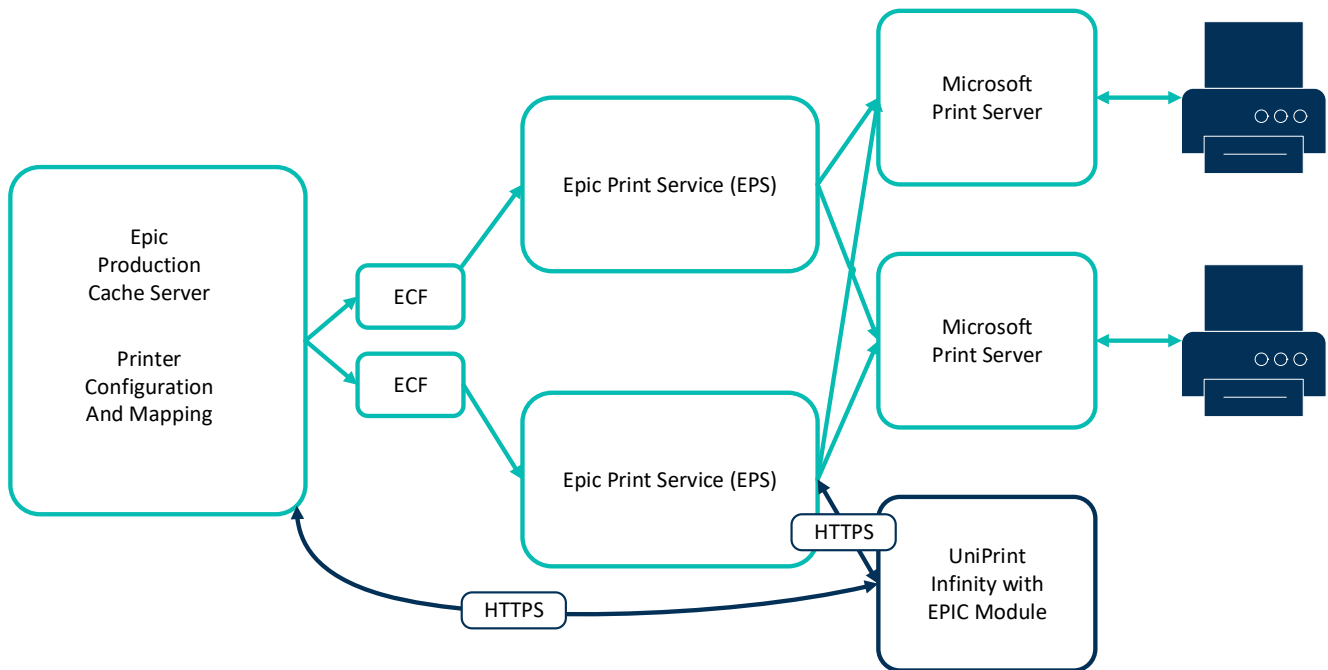 Epic
Production
Cache Server
Printer
Configuration
And Mapping
ECF
ECF
Epic Print Service (EPS)
Epic Print Service (EPS)
Microsoft
Print Server
Microsoft
Print Server
HTTPS
HTTPS
UniPrint
Infinity with
EPIC Module